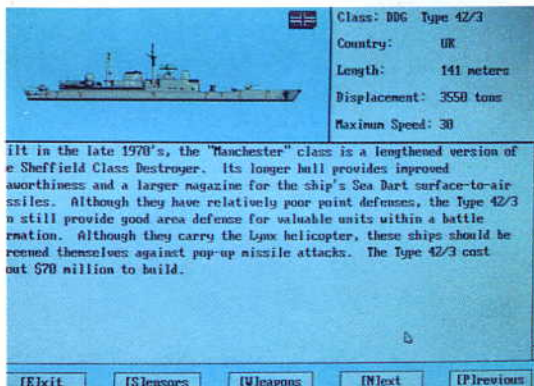 Class: DDG Type 42/3
Country: UK
Length: 141 meters
Displacement: 3550 tons
Maximum Speed: 30
ilt in the late 1970's, the "Manchester" class is a lengthened version of
e Sheffield Class Destroyer. Its longer hull provides improved
aworthiness and a larger magazine for the ship's Sea Dart surface-to-air
ssiles. Although they have relatively poor point defenses, the Type 42/3
n still provide good area defense for valuable units within a battle
rmation. Although they carry the Lynx helicopter, these ships should be
reened themselves against pop-up missile attacks. The Type 42/3 cost
out $70 million to build.
[E]xit [S]ensors [W]eapons [N]ext [P]revious